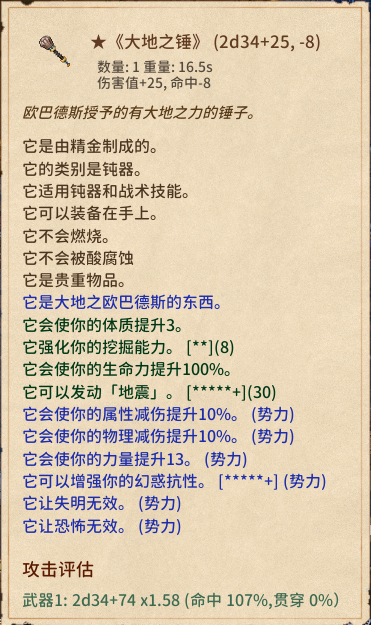 ★《大地之锤》 (2d34+25, -8)
数量: 1 重量: 16.5s
伤害值+25, 命中-8
欧巴德斯授予的有大地之力的锤子。
它是由精金制成的。
它的类别是钝器。
它适用钝器和战术技能。
它可以装备在手上。
它不会燃烧。
它不会被酸腐蚀
它是贵重物品。
它是大地之欧巴德斯的东西。
它会使你的体质提升3。
它强化你的挖掘能力。 [**](8)
它会使你的生命力提升100%。
它可以发动「地震」。 [*****+](30)
它会使你的属性减伤提升10%。 (势力)
它会使你的物理减伤提升10%。 (势力)
它会使你的力量提升13。 (势力)
它可以增强你的幻惑抗性。 [*****+] (势力)
它让失明无效。 (势力)
它让恐怖无效。 (势力)
攻击评估
武器1: 2d34+74 x1.58 (命中 107%,贯穿 0%)